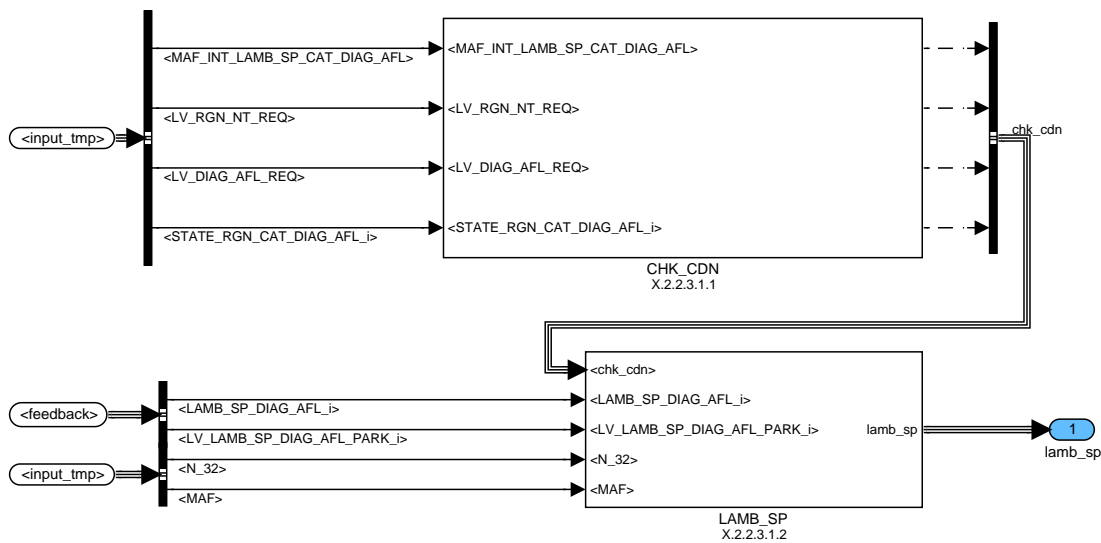 <input_tmp>
<MAF_INT_LAMB_SP_CAT_DIAG_AFL>
<LV_RGN_NT_REQ>
<LV_DIAG_AFL_REQ>
<STATE_RGN_CAT_DIAG_AFL_i>
<MAF_INT_LAMB_SP_CAT_DIAG_AFL>
<LV_RGN_NT_REQ>
<LV_DIAG_AFL_REQ>
<STATE_RGN_CAT_DIAG_AFL_i>
CHK_CDN
X.2.2.3.1.1
chk_cdn
<feedback>
<input_tmp>
<LAMB_SP_DIAG_AFL_i>
<LV_LAMB_SP_DIAG_AFL_PARK_i>
<N_32>
<MAF>
<chk_cdn>
<LAMB_SP_DIAG_AFL_i>
<LV_LAMB_SP_DIAG_AFL_PARK_i>
<N_32>
<MAF>
lamb_sp
LAMB_SP
X.2.2.3.1.2
1
lamb_sp